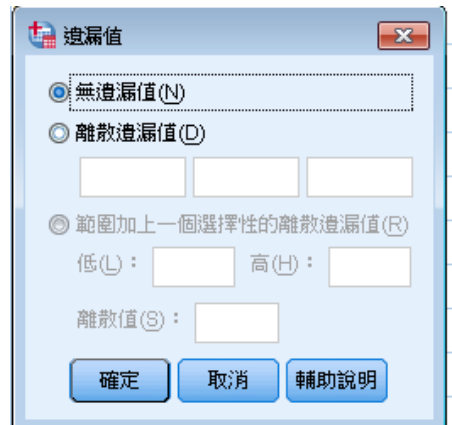 遺漏值
無遺漏值(N)
離散遺漏值(D)
範圍加上一個選擇性的離散遺漏值(R)
低(L)： 高(H)：
離散值(S)：
確定 取消 輔助說明